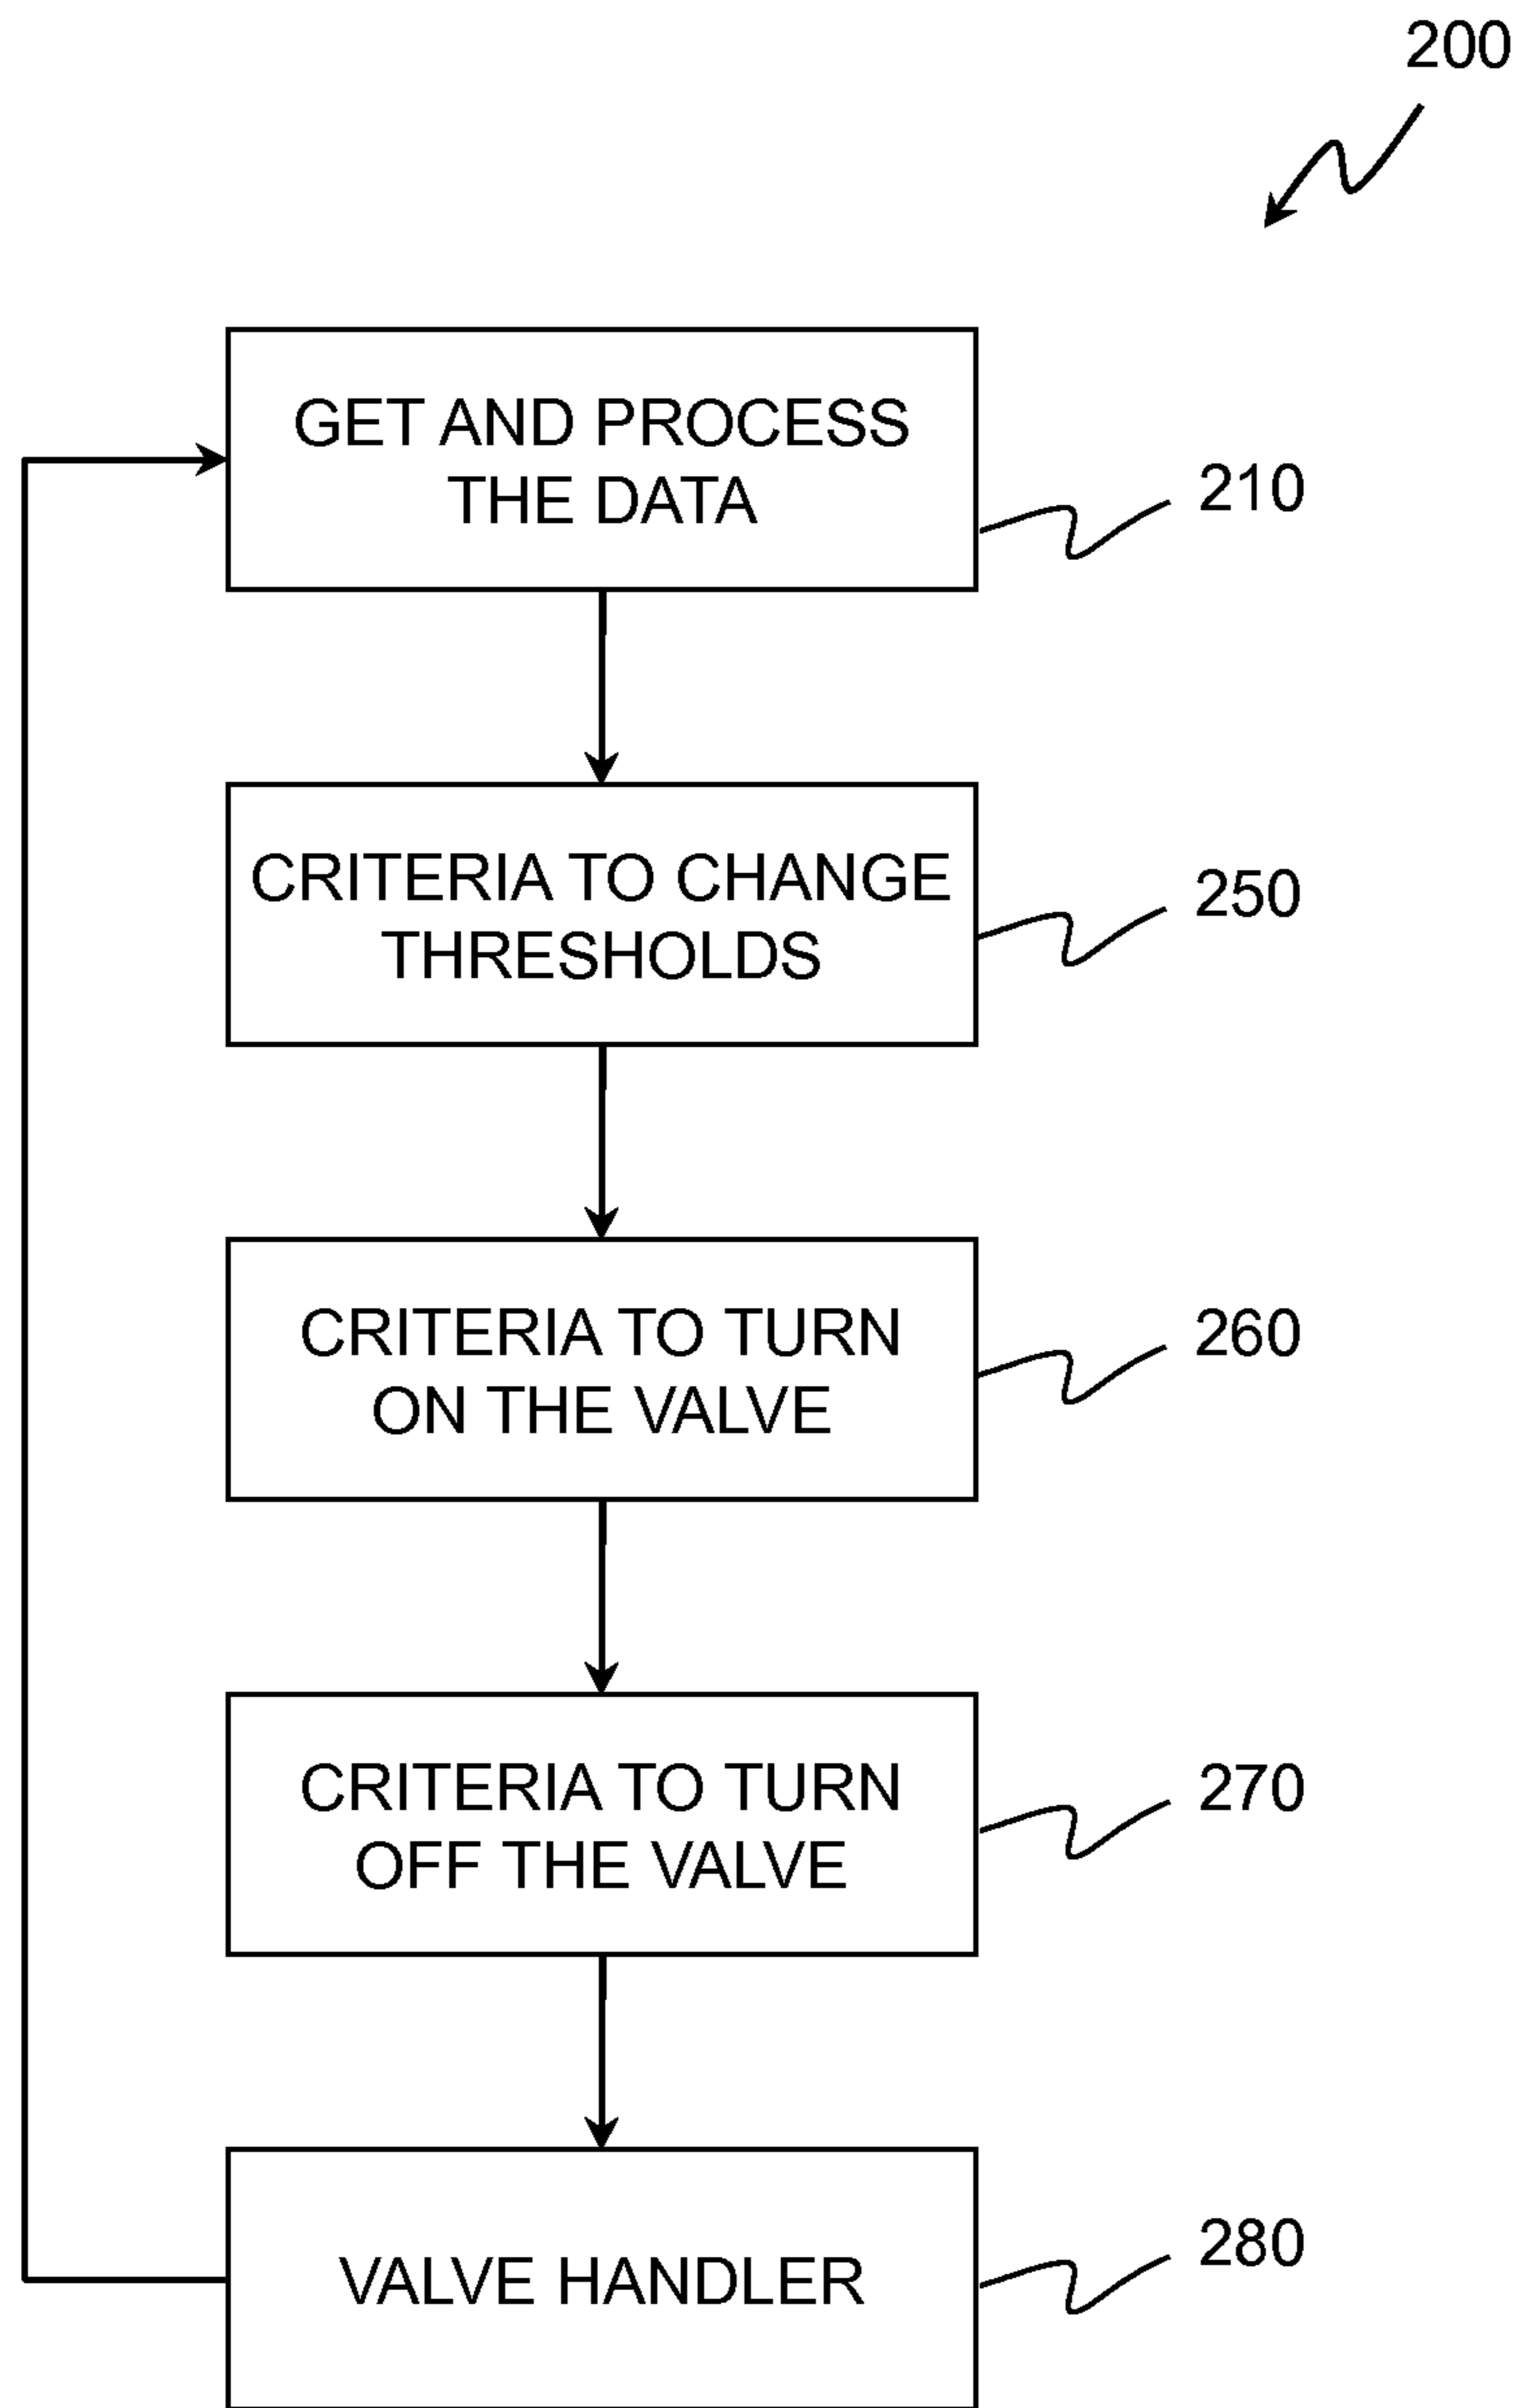 200
GET AND PROCESS
THE DATA
210
CRITERIA TO CHANGE
THRESHOLDS
250
CRITERIA TO TURN
ON THE VALVE
260
CRITERIA TO TURN
OFF THE VALVE
270
VALVE HANDLER
280